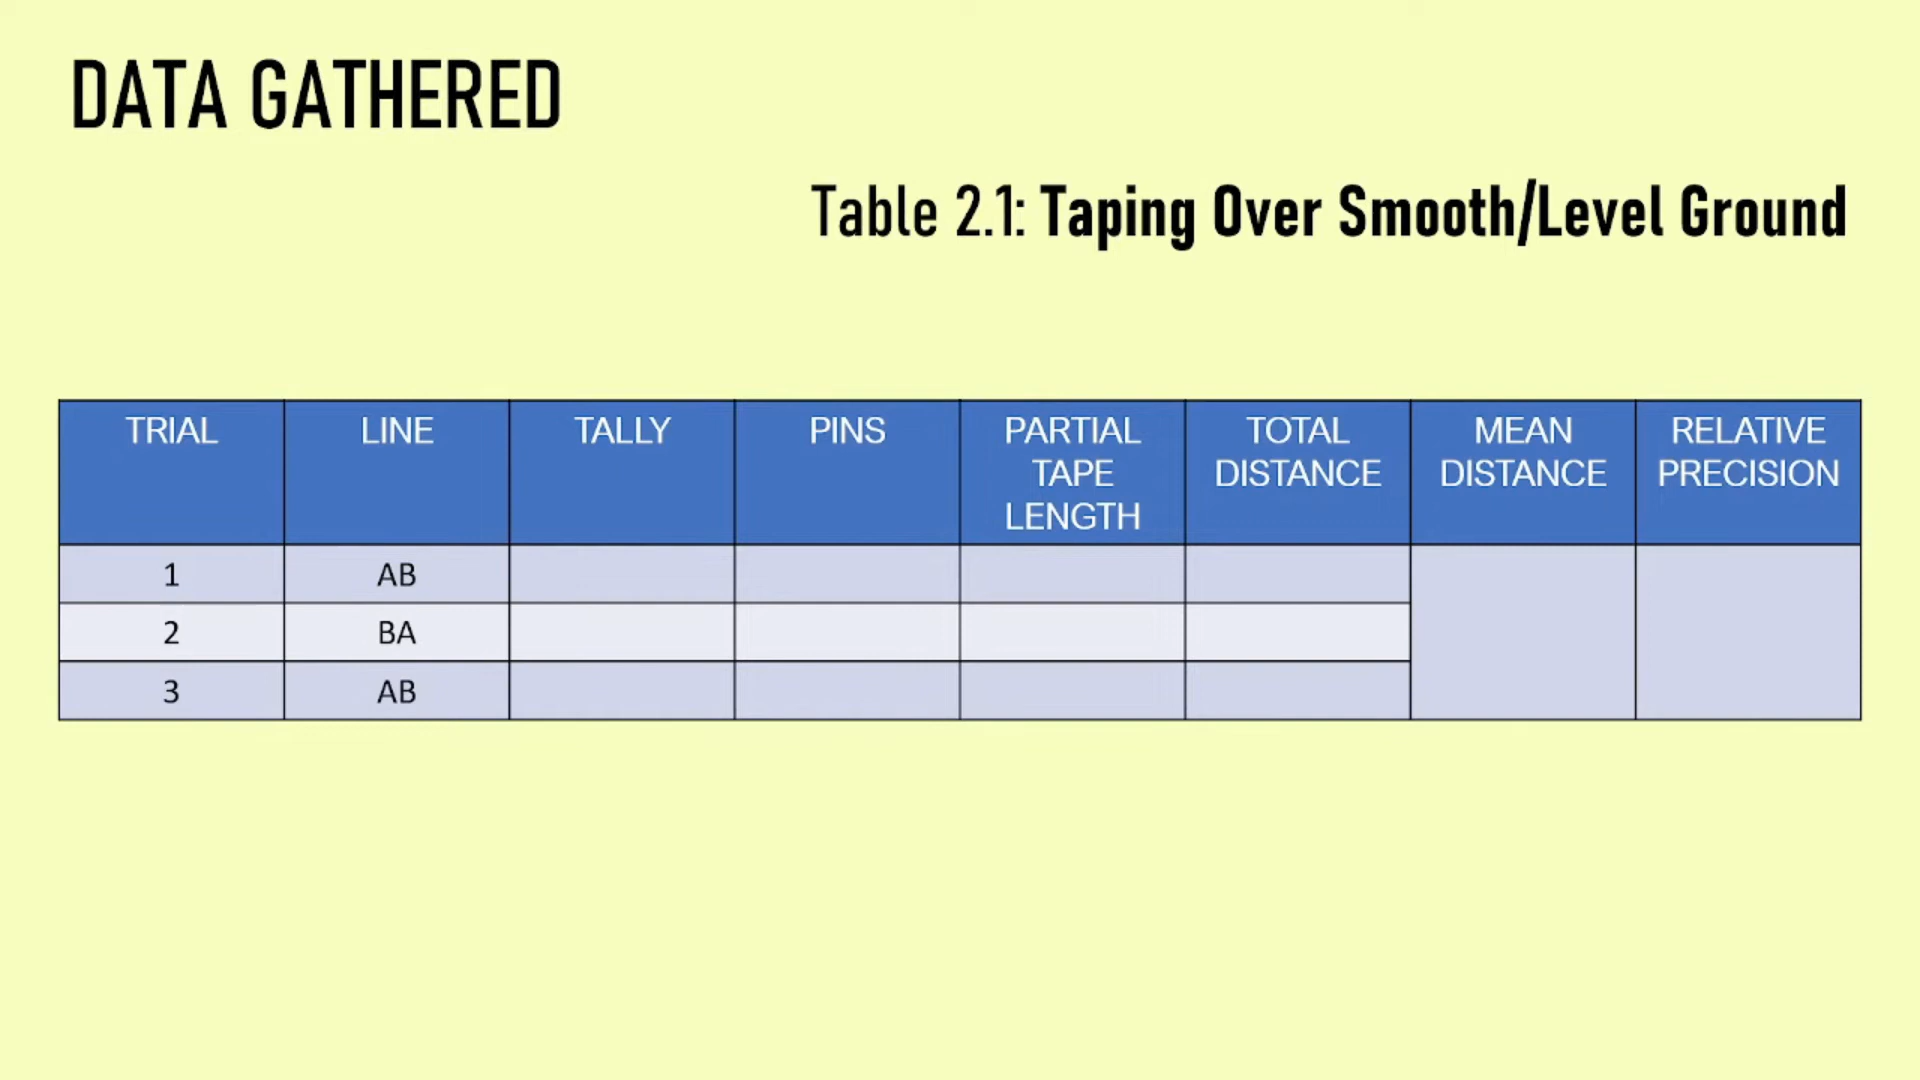 DATA GATHERED
Table 2.1: Taping Over Smooth/Level Ground
TRIAL LINE TALLY PINS PARTIAL TAPE LENGTH TOTAL DISTANCE MEAN DISTANCE RELATIVE PRECISION
1 AB
2 BA
3 AB